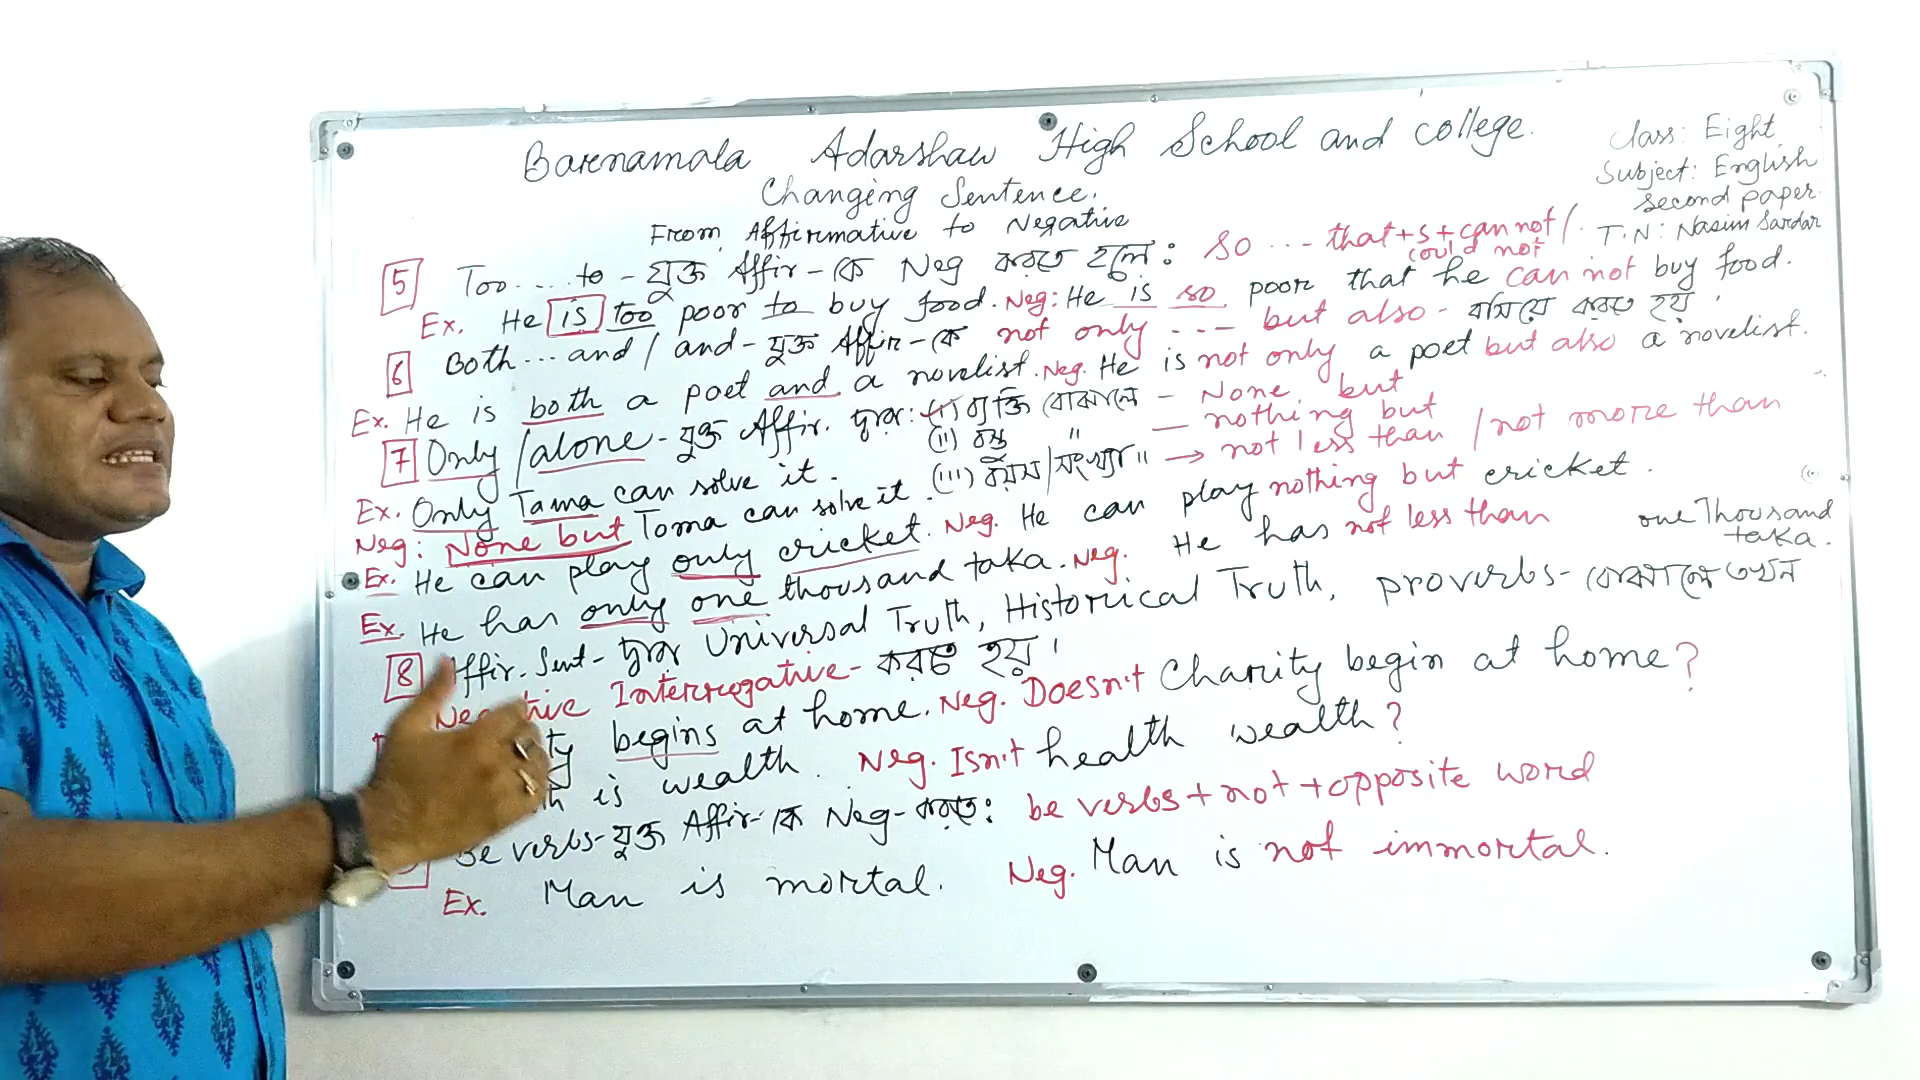 Barenamala Adarshaw High School and college.
Class: Eight
Subject: English
second paper.
T.N: Nasim Sardar
Changing Sentence.
From Affirmative to Negative
5 Too.....to - যুক্ত Affir - কে Neg করতে হলে: so ... that+s+can not/
could not
Ex. He is too poor to buy food. Neg: He is so poor that he can not buy food.
6 Both...and / and - যুক্ত Affir - কে not only --- but also - বসিয়ে করতে হয়।
Ex. He is both a poet and a novelist. Neg. He is not only a poet but also a novelist.
7 Only / alone - যুক্ত Affir. দ্বারা: (i) ব্যক্তি বোঝালে - None but
(ii) বস্তু " — nothing but
(iii) বয়স/সংখ্যা " → not less than / not more than
Ex. Only Tama can solve it.
Neg: None but Toma can solve it.
Ex. He can play only cricket. Neg. He can play nothing but cricket.
Ex. He has only one thousand taka. Neg. He has not less than one Thousand
taka.
8 Affir. Sent - দ্বারা Universal Truth, Historical Truth, proverbs - বোঝালে তখন
Negative Interrogative - করতে হয়।
begins at home. Neg. Doesn't Charity begin at home?
is wealth. Neg. Isn't health wealth?
Be verbs - যুক্ত Affir - কে Neg - করতে: be verbs + not + opposite word
Ex. Man is mortal. Neg. Man is not immortal.